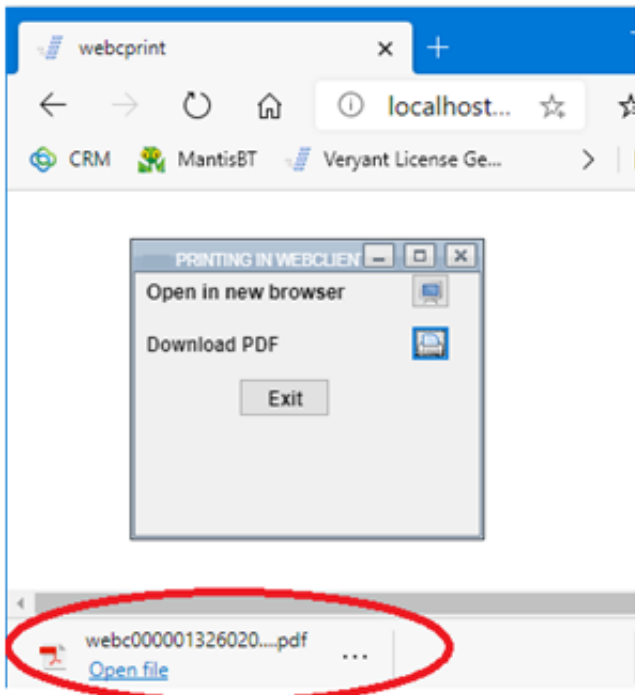 webcprint
localhost...
CRM MantisBT Veryant License Ge...
PRINTING IN WEBCLIEN
Open in new browser
Download PDF
Exit
webc000001326020....pdf
Open file